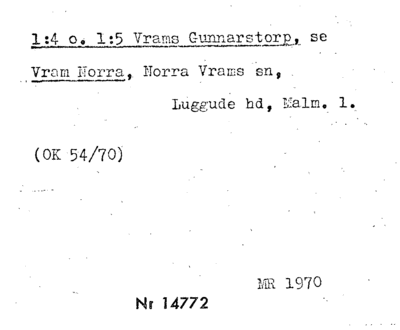 1:4 o. 1:5 Vrams Gunnarstorp, se
Vram Norra, Norra Vrams sn,
Luggude hd, Malm. l.
(OK 54/70)
MR 1970
Nr 14772